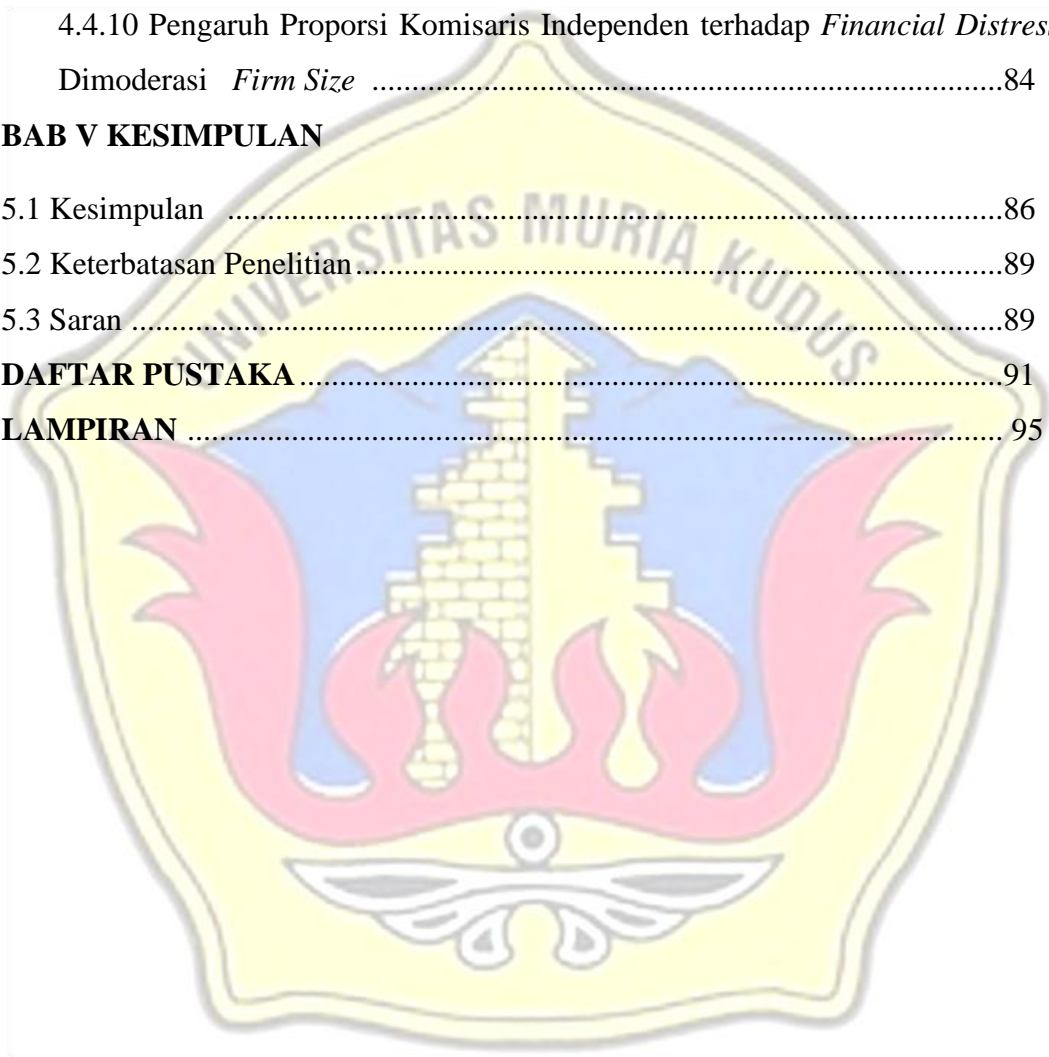 4.4.10 Pengaruh Proporsi Komisaris Independen terhadap Financial Distress
Dimoderasi Firm Size ........................................................................84
BAB V KESIMPULAN
5.1 Kesimpulan ........................................................................................86
5.2 Keterbatasan Penelitian ........................................................................89
5.3 Saran ....................................................................................................89
DAFTAR PUSTAKA ................................................................................91
LAMPIRAN ............................................................................................. 95
UNIVERSITAS MURIA KUDUS